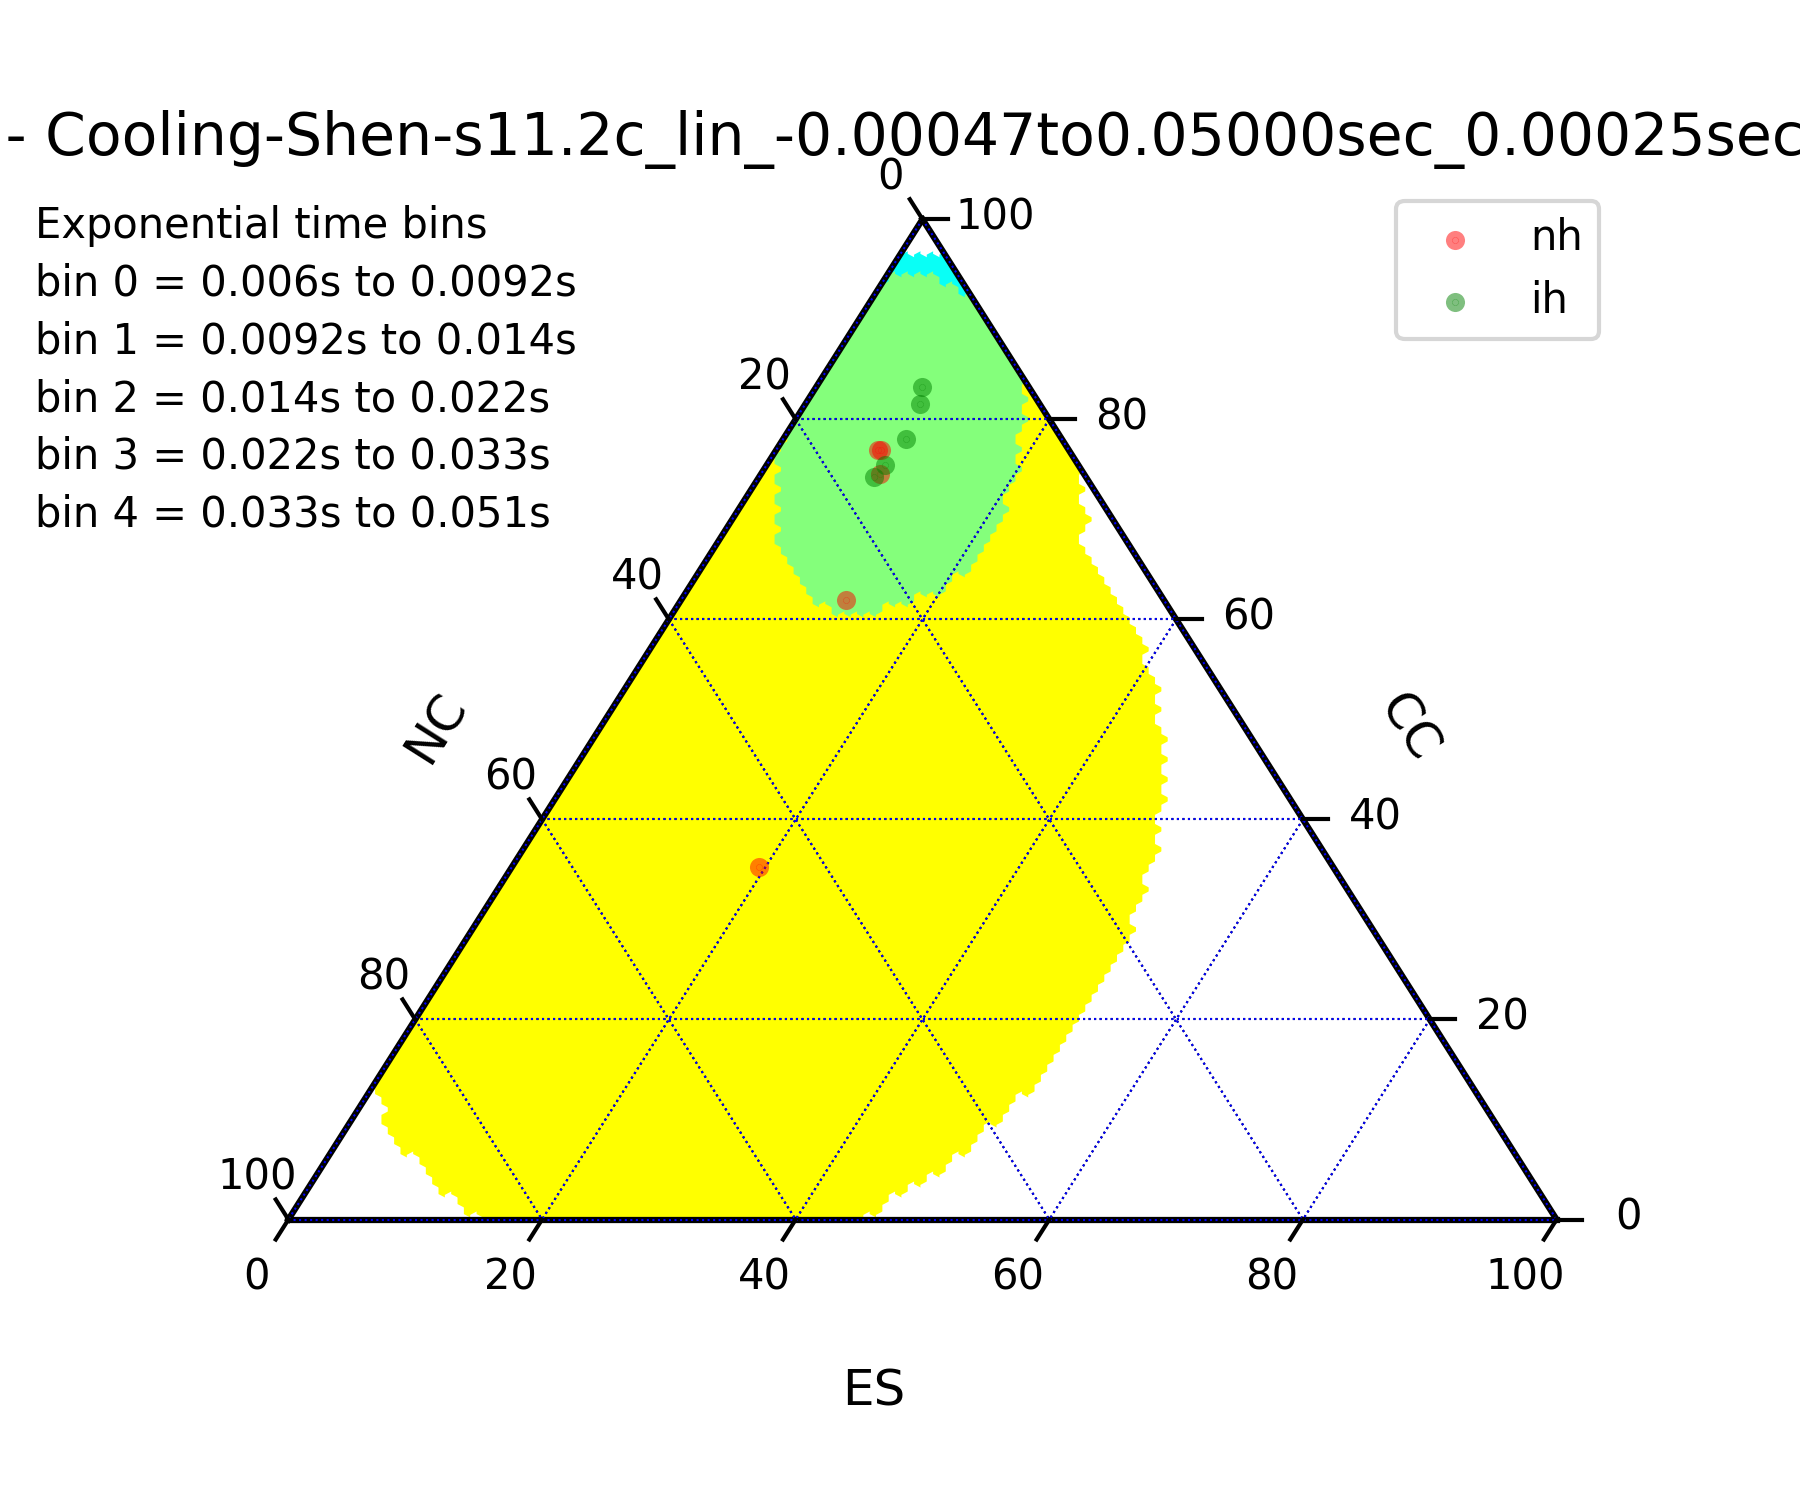 - Cooling-Shen-s11.2c_lin_-0.00047to0.05000sec_0.00025sec
Exponential time bins
bin 0 = 0.006s to 0.0092s
bin 1 = 0.0092s to 0.014s
bin 2 = 0.014s to 0.022s
bin 3 = 0.022s to 0.033s
bin 4 = 0.033s to 0.051s
nh
ih
0
100
20
80
40
60
NC
CC
60
40
80
20
100
0
0
20
40
60
80
100
ES